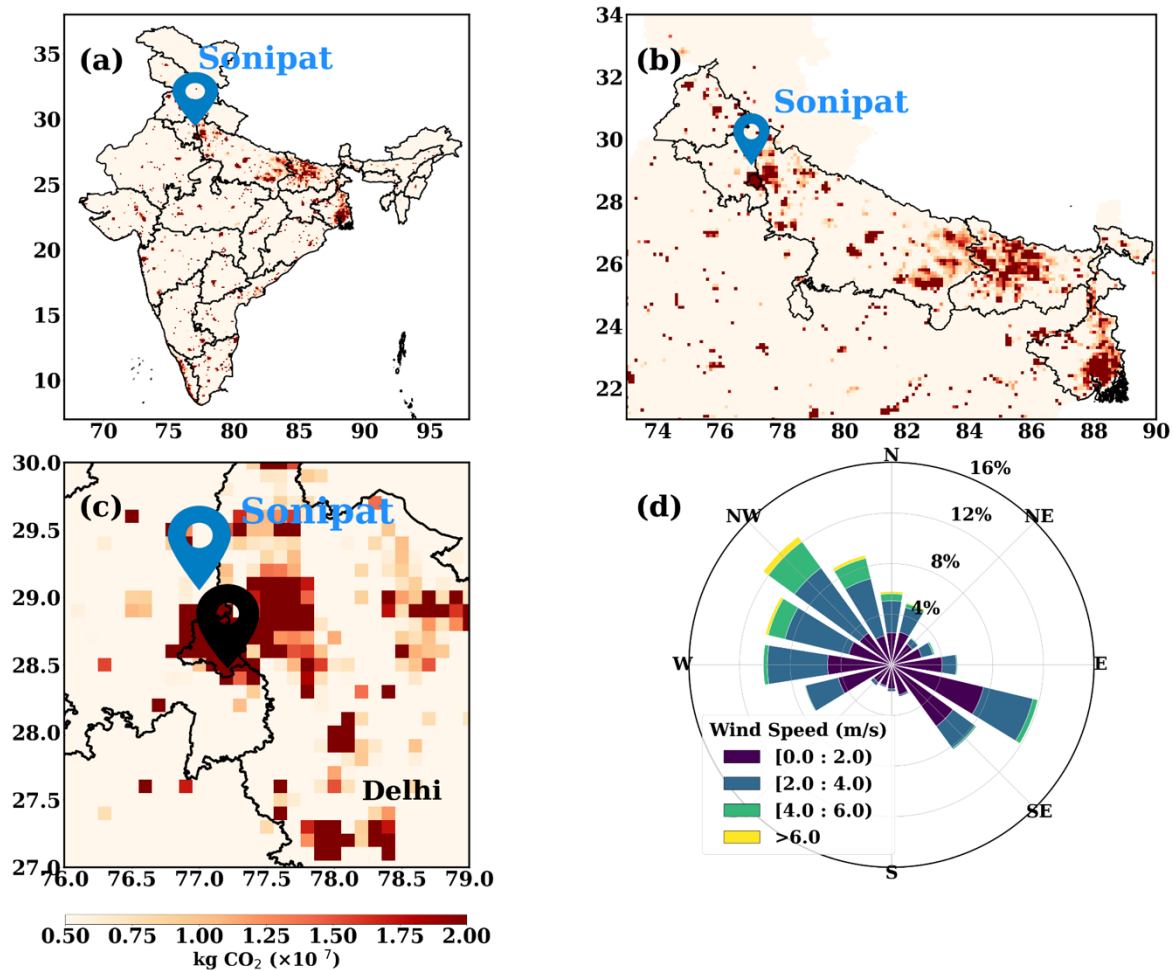 (a)
Sonipat
35
30
25
20
15
10
70 75 80 85 90 95
(b)
Sonipat
34
32
30
28
26
24
22
74 76 78 80 82 84 86 88 90
(c)
Sonipat
30.0
29.5
29.0
28.5
28.0
27.5
27.0
Delhi
76.0 76.5 77.0 77.5 78.0 78.5 79.0
0.50 0.75 1.00 1.25 1.50 1.75 2.00
kg CO₂ (×10 ⁷)
(d)
N
16%
12%
8%
4%
NW
NE
W
E
SE
S
Wind Speed (m/s)
[0.0 : 2.0)
[2.0 : 4.0)
[4.0 : 6.0)
>6.0